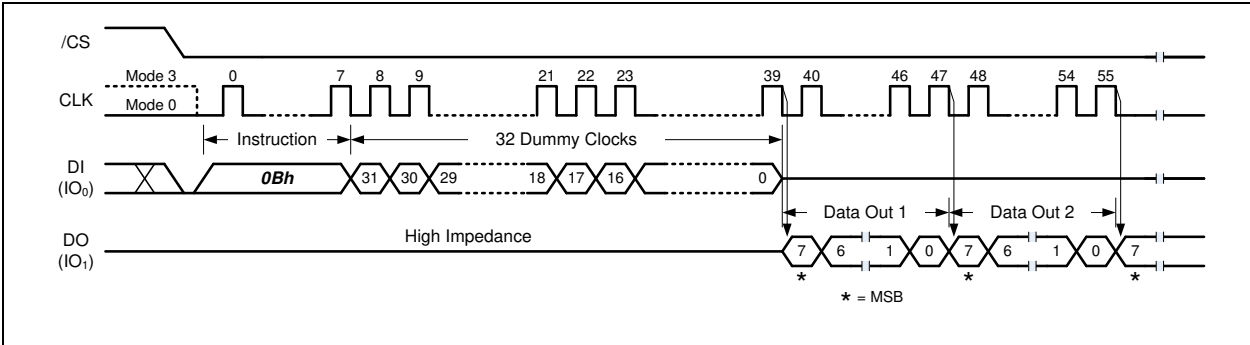 /CS
Mode 3 0 7 8 9 21 22 23 39 40 46 47 48 54 55
CLK
Mode 0
Instruction 32 Dummy Clocks
DI
(IO0) 0Bh 31 30 29 18 17 16 0
Data Out 1 Data Out 2
High Impedance
DO
(IO1) 7 6 1 0 7 6 1 0 7
* * *
* = MSB